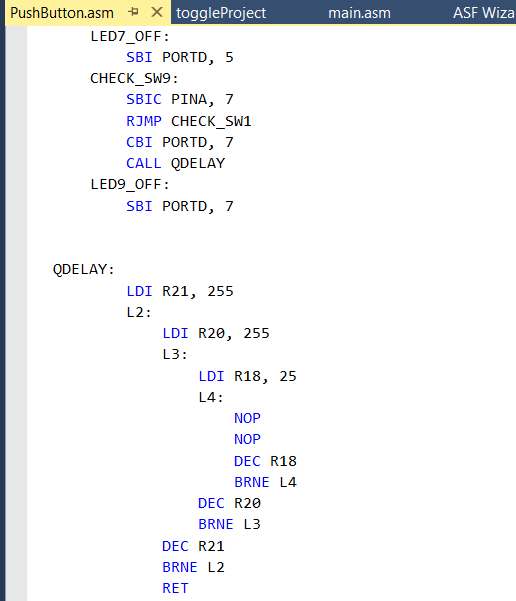 PushButton.asm toggleProject main.asm ASF Wiza
LED7_OFF:
SBI PORTD, 5
CHECK_SW9:
SBIC PINA, 7
RJMP CHECK_SW1
CBI PORTD, 7
CALL QDELAY
LED9_OFF:
SBI PORTD, 7
QDELAY:
LDI R21, 255
L2:
LDI R20, 255
L3:
LDI R18, 25
L4:
NOP
NOP
DEC R18
BRNE L4
DEC R20
BRNE L3
DEC R21
BRNE L2
RET